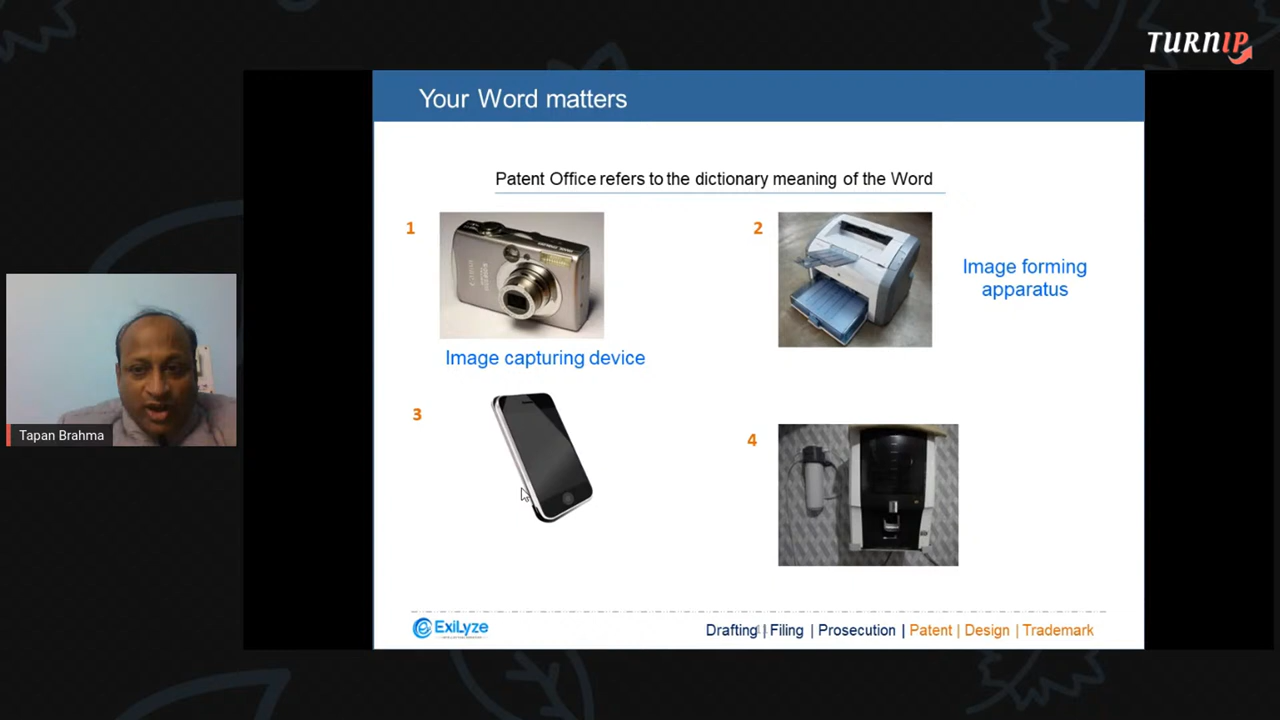 TURNIP
Your Word matters
Patent Office refers to the dictionary meaning of the Word
1
2
Image forming
apparatus
Image capturing device
3
4
Tapan Brahma
ExiLyze
Drafting | Filing | Prosecution | Patent | Design | Trademark